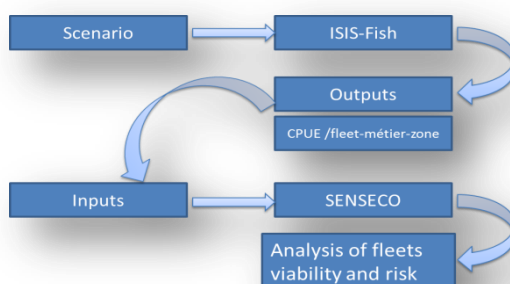 Scenario
ISIS-Fish
Outputs
CPUE /fleet-métier-zone
Inputs
SENSECO
Analysis of fleets
viability and risk